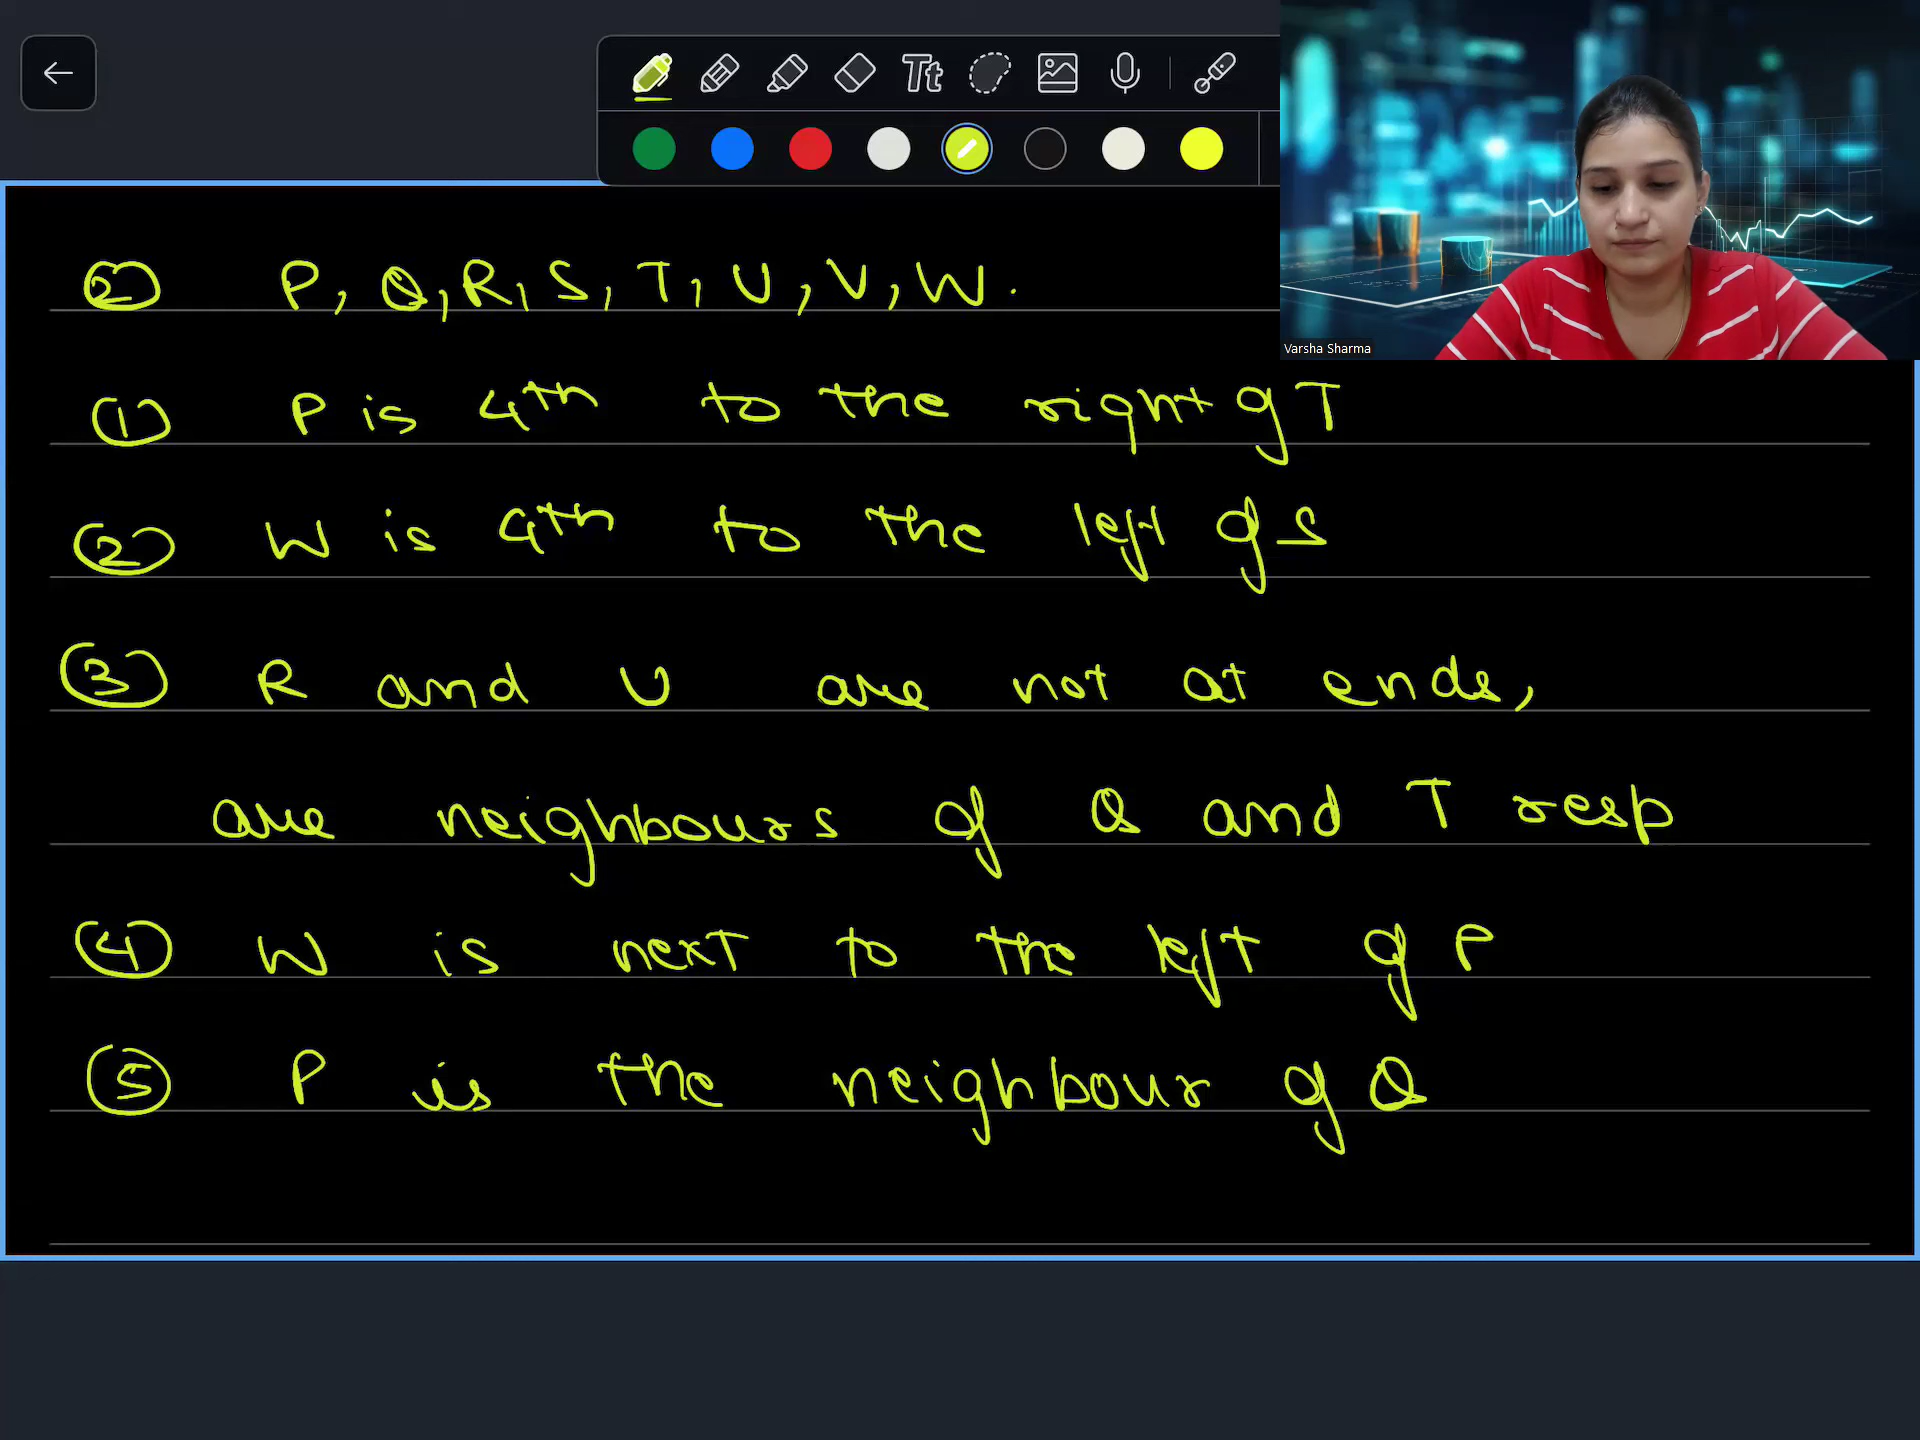 Tt
Varsha Sharma
② P, Q, R, S, T, U, V, W.
① P is 4th to the right of T
② W is 4th to the left of S
③ R and U are not at ends,
are neighbours of Q and T resp
④ W is next to the left of P
⑤ P is the neighbour of Q